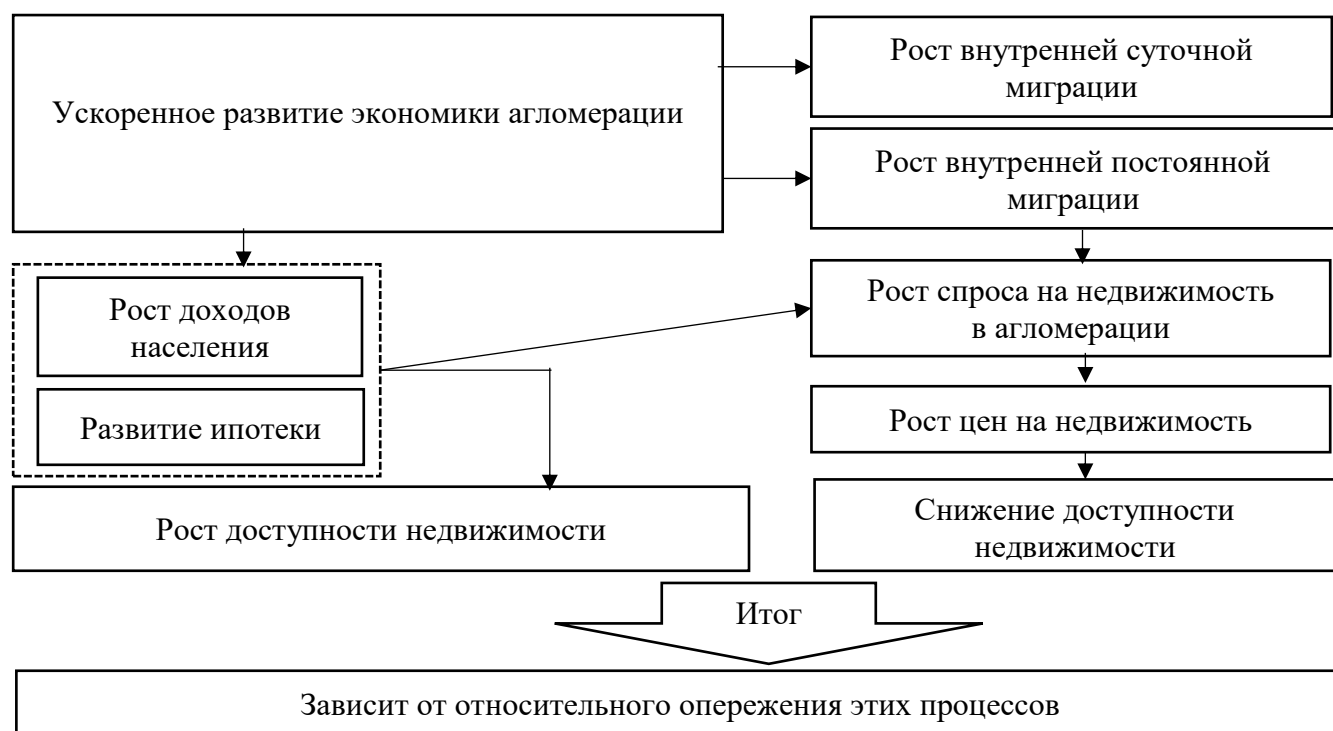 Ускоренное развитие экономики агломерации
Рост внутренней суточной
миграции
Рост внутренней постоянной
миграции
Рост доходов
населения
Развитие ипотеки
Рост спроса на недвижимость
в агломерации
Рост цен на недвижимость
Рост доступности недвижимости
Снижение доступности
недвижимости
Итог
Зависит от относительного опережения этих процессов